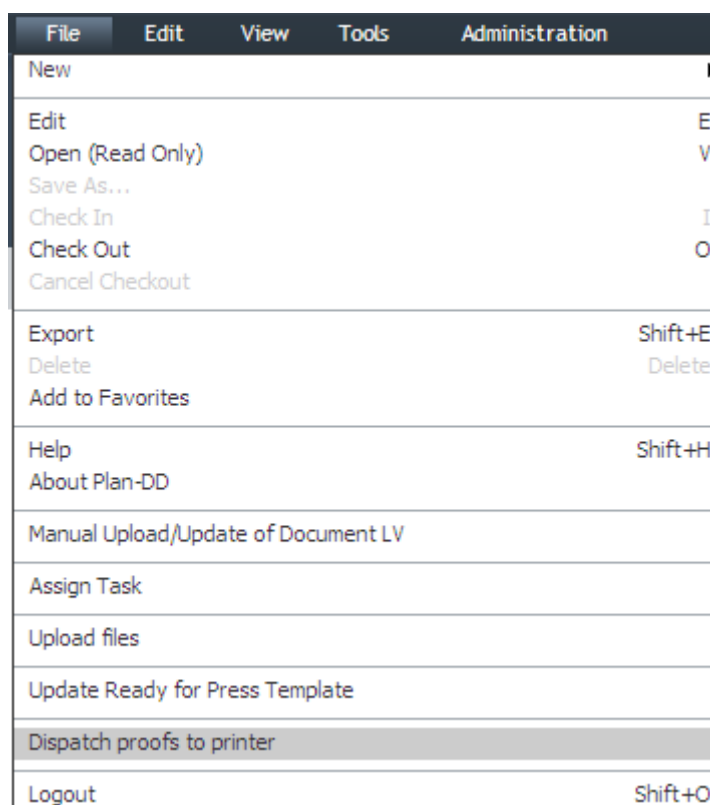 File Edit View Tools Administration
New
Edit E
Open (Read Only) V
Save As...
Check In I
Check Out O
Cancel Checkout
Export Shift+E
Delete Delete
Add to Favorites
Help Shift+H
About Plan-DD
Manual Upload/Update of Document LV
Assign Task
Upload files
Update Ready for Press Template
Dispatch proofs to printer
Logout Shift+O